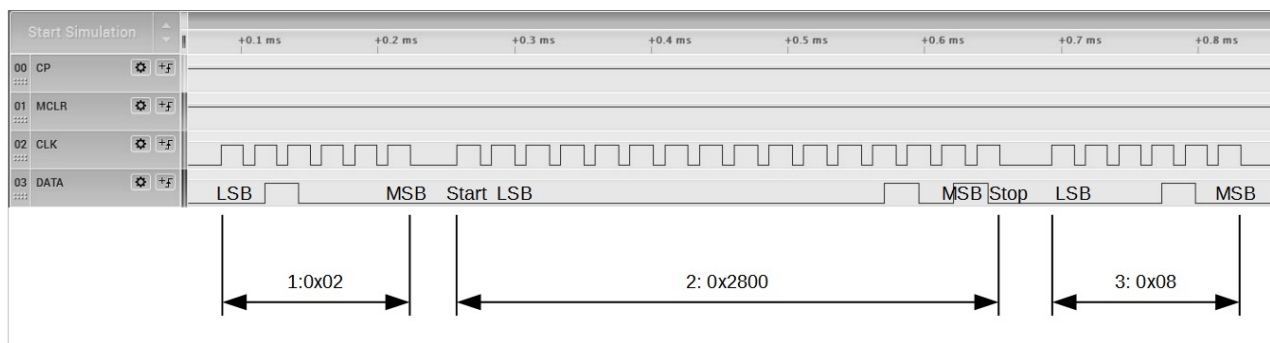 Start Simulation
+0.1 ms +0.2 ms +0.3 ms +0.4 ms +0.5 ms +0.6 ms +0.7 ms +0.8 ms
00 CP
01 MCLR
02 CLK
03 DATA
LSB MSB Start LSB MSB Stop LSB MSB
1:0x02 2: 0x2800 3: 0x08